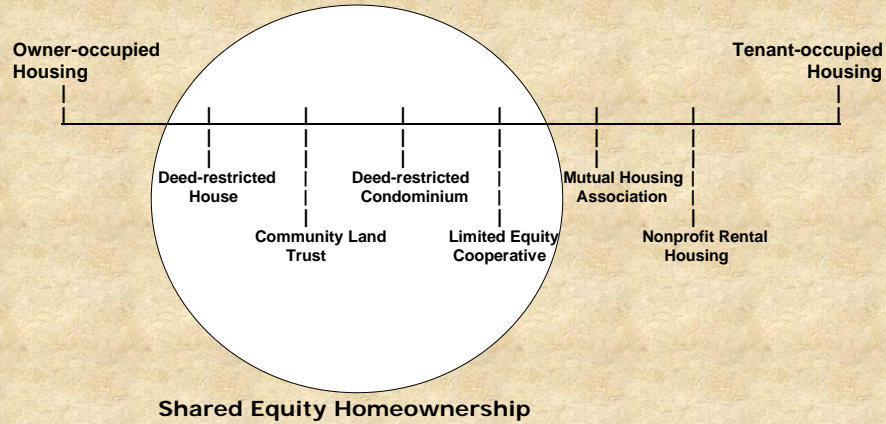 Owner-occupied
Housing
Tenant-occupied
Housing
Deed-restricted
House
Deed-restricted
Condominium
Mutual Housing
Association
Community Land
Trust
Limited Equity
Cooperative
Nonprofit Rental
Housing
Shared Equity Homeownership